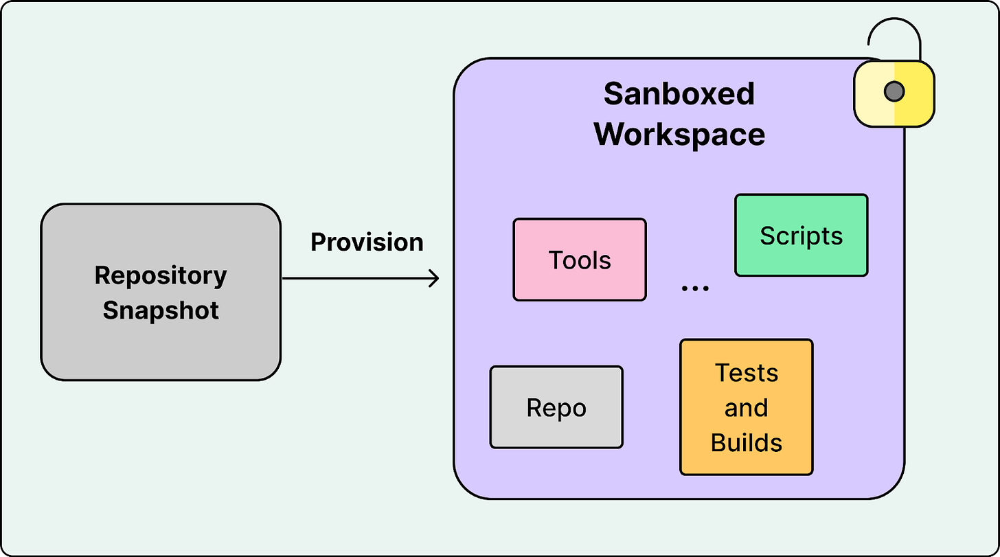 Sanboxed
Workspace
Repository
Snapshot
Provision
Tools
...
Scripts
Repo
Tests
and
Builds